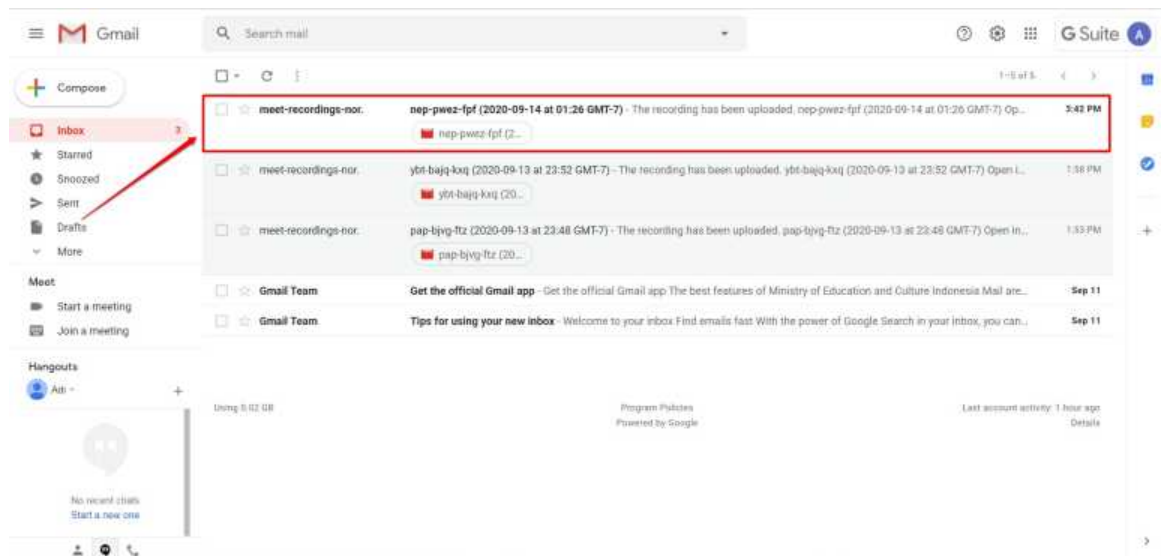 Gmail
Search mail
G Suite
A
Compose
1–5 of 5
Inbox 3
Starred
Snoozed
Sent
Drafts
More
Meet
Start a meeting
Join a meeting
Hangouts
Adi
No recent chats
Start a new one
meet-recordings-nor. nep-pwez-fpf (2020-09-14 at 01:26 GMT-7) - The recording has been uploaded. nep-pwez-fpf (2020-09-14 at 01:26 GMT-7) Op... 3:42 PM
nep-pwez-fpf (2...
meet-recordings-nor. ybt-bajq-kxq (2020-09-13 at 23:52 GMT-7) - The recording has been uploaded. ybt-bajq-kxq (2020-09-13 at 23:52 GMT-7) Open i... 1:58 PM
ybt-bajq-kxq (20...
meet-recordings-nor. pap-bjvg-ftz (2020-09-13 at 23:48 GMT-7) - The recording has been uploaded. pap-bjvg-ftz (2020-09-13 at 23:48 GMT-7) Open in... 1:53 PM
pap-bjvg-ftz (20...
Gmail Team Get the official Gmail app - Get the official Gmail app The best features of Ministry of Education and Culture Indonesia Mail are... Sep 11
Gmail Team Tips for using your new inbox - Welcome to your inbox Find emails fast With the power of Google Search in your inbox, you can... Sep 11
Using 5.02 GB
Program Policies
Powered by Google
Last account activity: 1 hour ago
Details